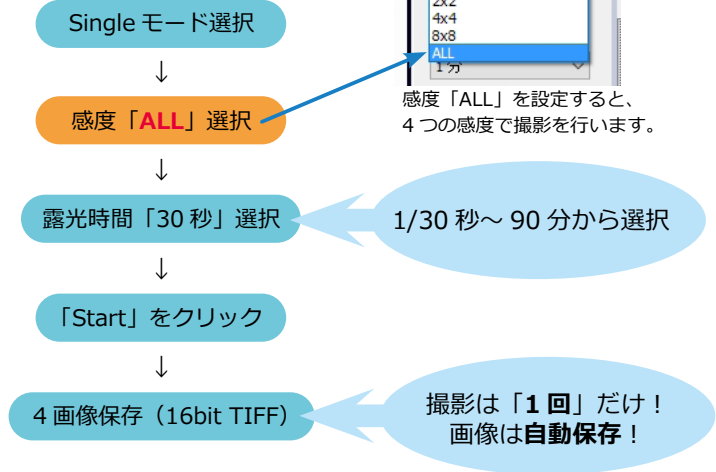 Single モード選択
↓
感度「ALL」選択
↓
露光時間「30 秒」選択
↓
「Start」をクリック
↓
4 画像保存（16bit TIFF）
2x2
4x4
8x8
ALL
1 分
感度「ALL」を設定すると、
4 つの感度で撮影を行います。
1/30 秒～ 90 分から選択
撮影は「1 回」だけ！
画像は自動保存！